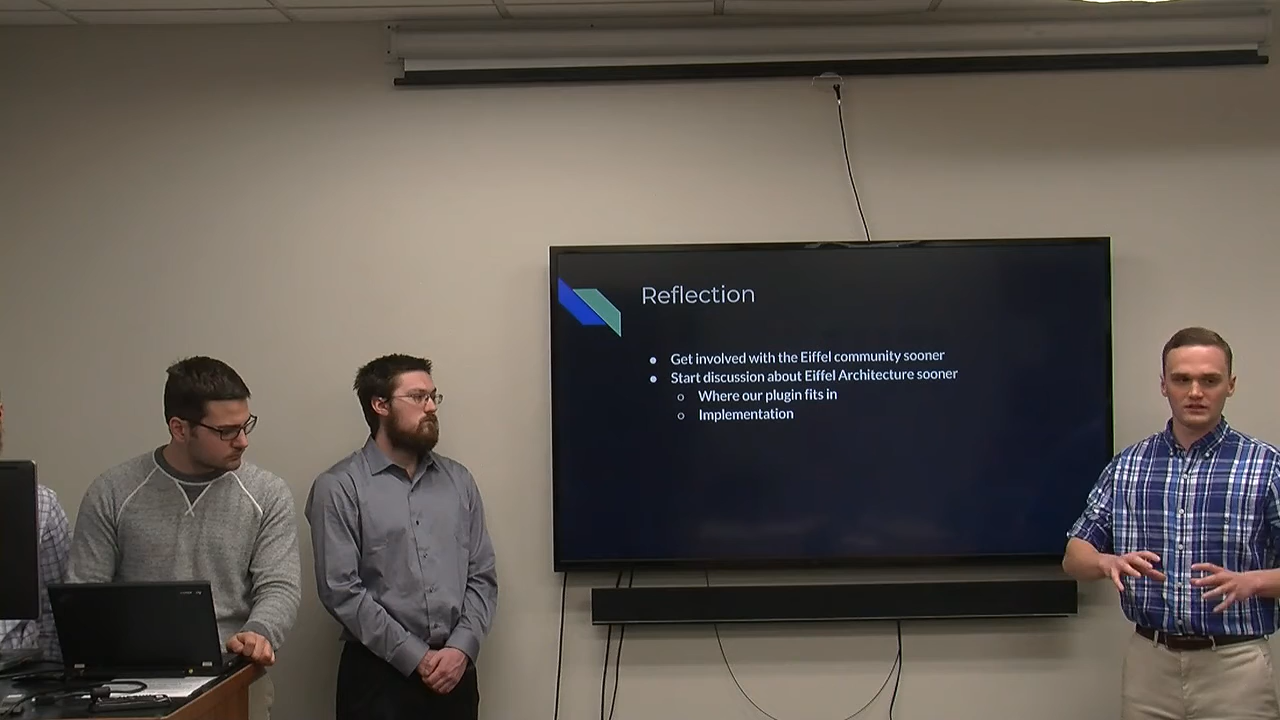 Reflection
● Get involved with the Eiffel community sooner
● Start discussion about Eiffel Architecture sooner
○ Where our plugin fits in
○ Implementation